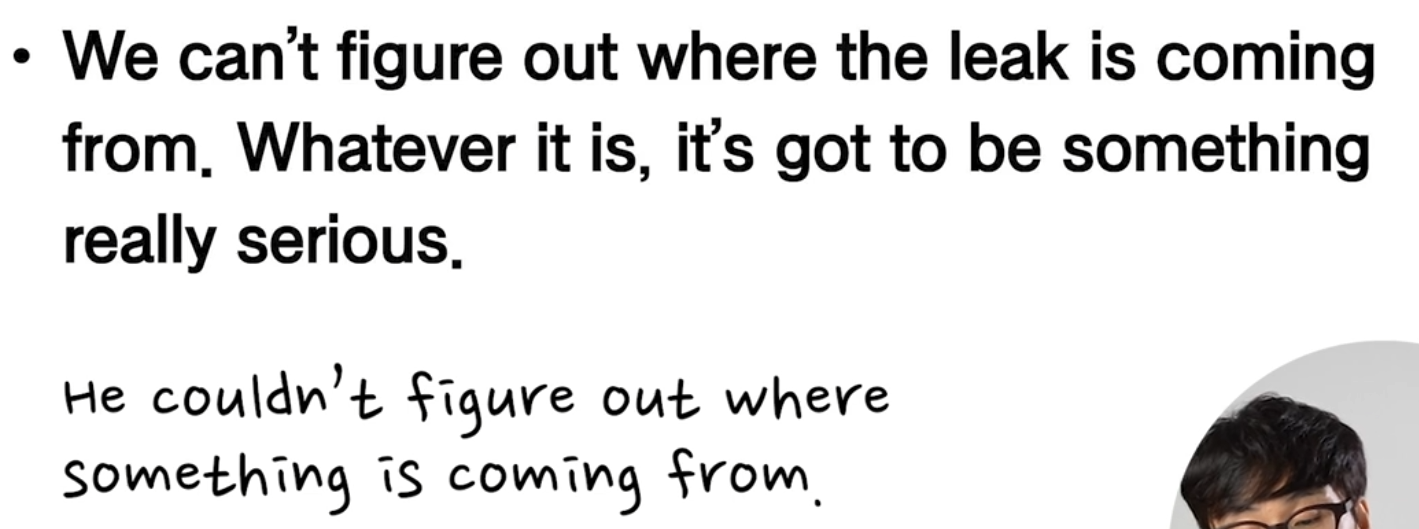 • We can't figure out where the leak is coming
from. Whatever it is, it's got to be something
really serious.
He couldn't figure out where
something is coming from.